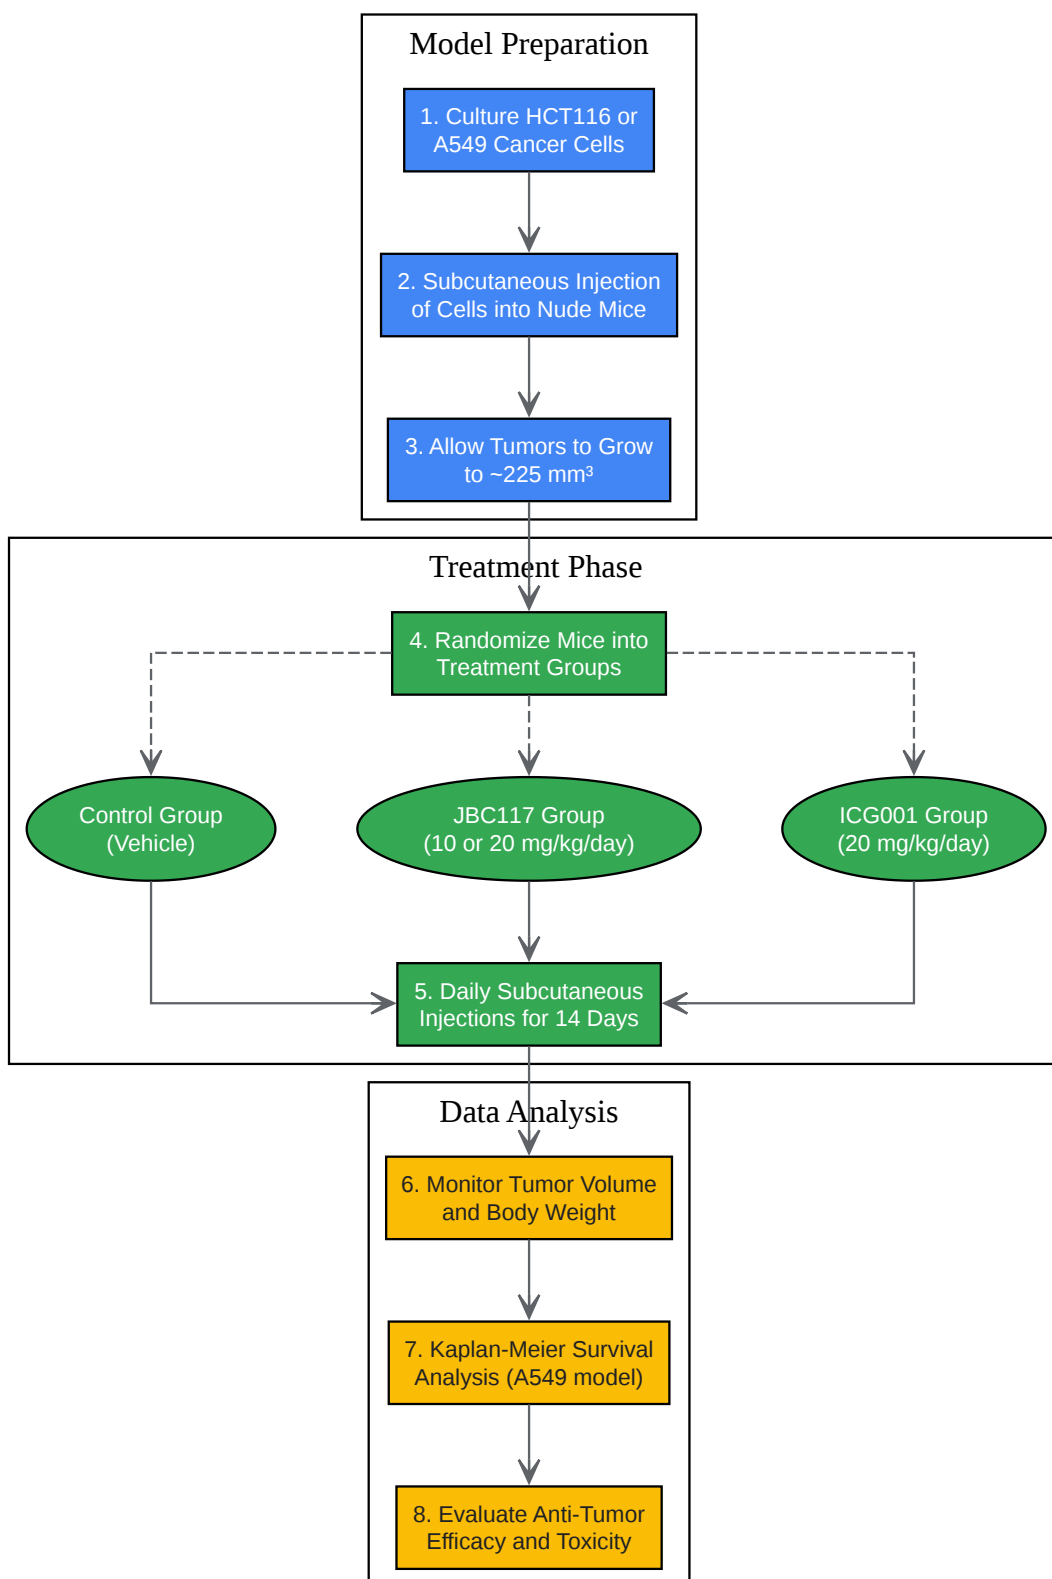 Model Preparation
1. Culture HCT116 or
A549 Cancer Cells
2. Subcutaneous Injection
of Cells into Nude Mice
3. Allow Tumors to Grow
to ~225 mm³
Treatment Phase
4. Randomize Mice into
Treatment Groups
Control Group
(Vehicle)
JBC117 Group
(10 or 20 mg/kg/day)
ICG001 Group
(20 mg/kg/day)
5. Daily Subcutaneous
Injections for 14 Days
Data Analysis
6. Monitor Tumor Volume
and Body Weight
7. Kaplan-Meier Survival
Analysis (A549 model)
8. Evaluate Anti-Tumor
Efficacy and Toxicity